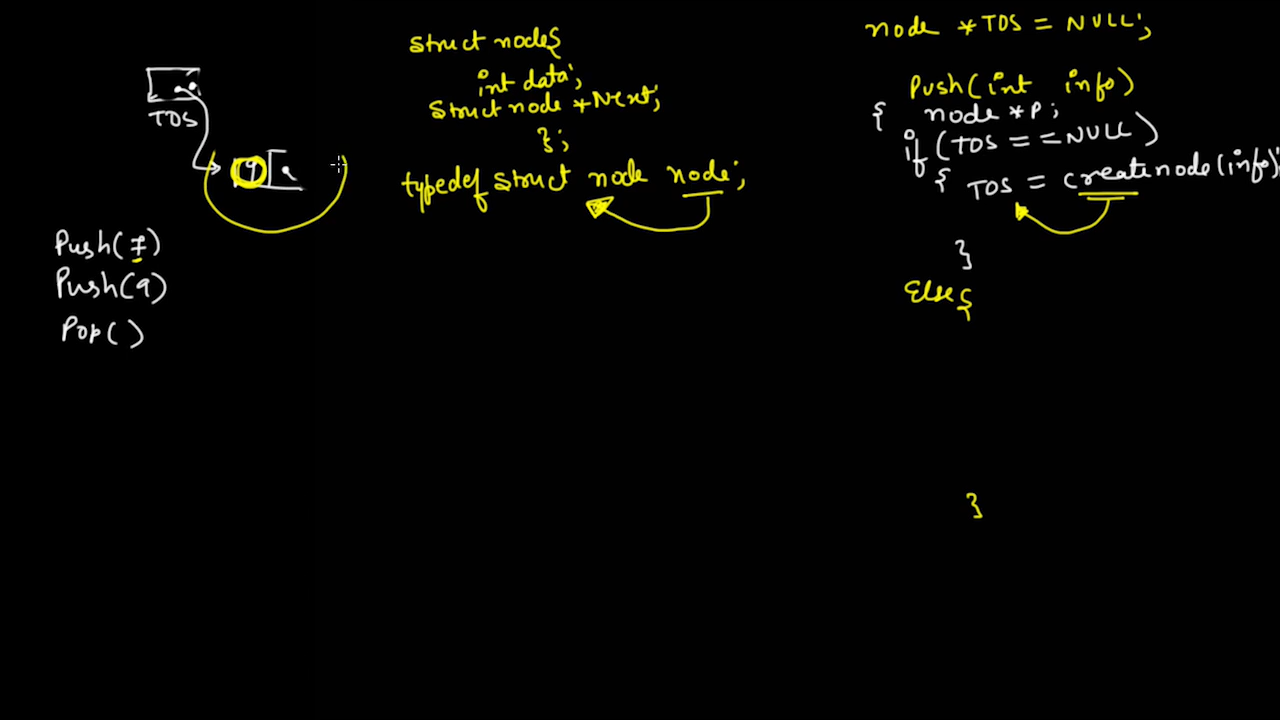 TOS
9
Push(7)
Push(9)
Pop()
struct node{
int data;
struct node *Next;
};
typedef struct node node;
node *TOS = NULL;
Push(int info)
{ node *P;
if (TOS == NULL)
{ TOS = createnode(info);
}
Else{
}